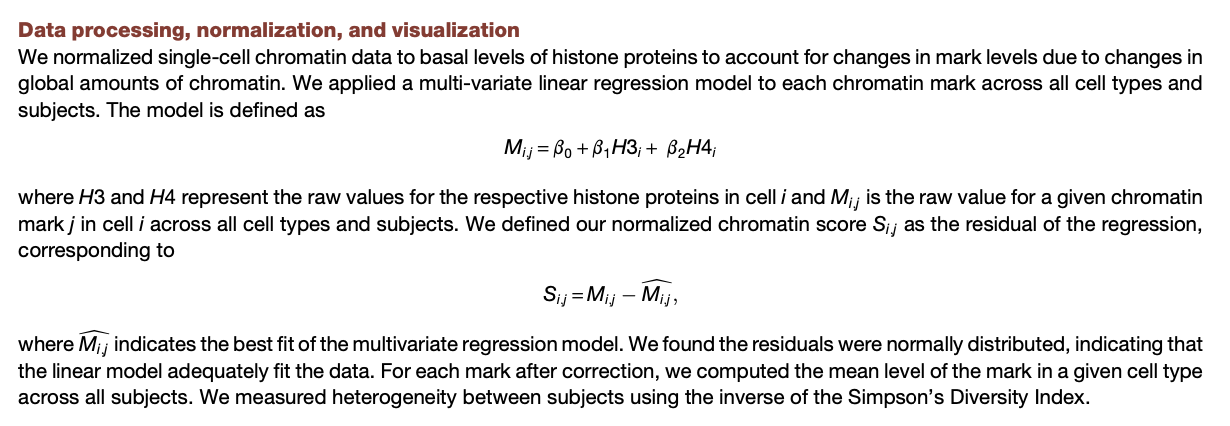 Data processing, normalization, and visualization
We normalized single-cell chromatin data to basal levels of histone proteins to account for changes in mark levels due to changes in
global amounts of chromatin. We applied a multi-variate linear regression model to each chromatin mark across all cell types and
subjects. The model is defined as
M_{i,j} = β_0 + β_1 H3_i + β_2 H4_i
where H3 and H4 represent the raw values for the respective histone proteins in cell i and M_{i,j} is the raw value for a given chromatin
mark j in cell i across all cell types and subjects. We defined our normalized chromatin score S_{i,j} as the residual of the regression,
corresponding to
S_{i,j} = M_{i,j} − \widehat{M_{i,j}},
where \widehat{M_{i,j}} indicates the best fit of the multivariate regression model. We found the residuals were normally distributed, indicating that
the linear model adequately fit the data. For each mark after correction, we computed the mean level of the mark in a given cell type
across all subjects. We measured heterogeneity between subjects using the inverse of the Simpson's Diversity Index.